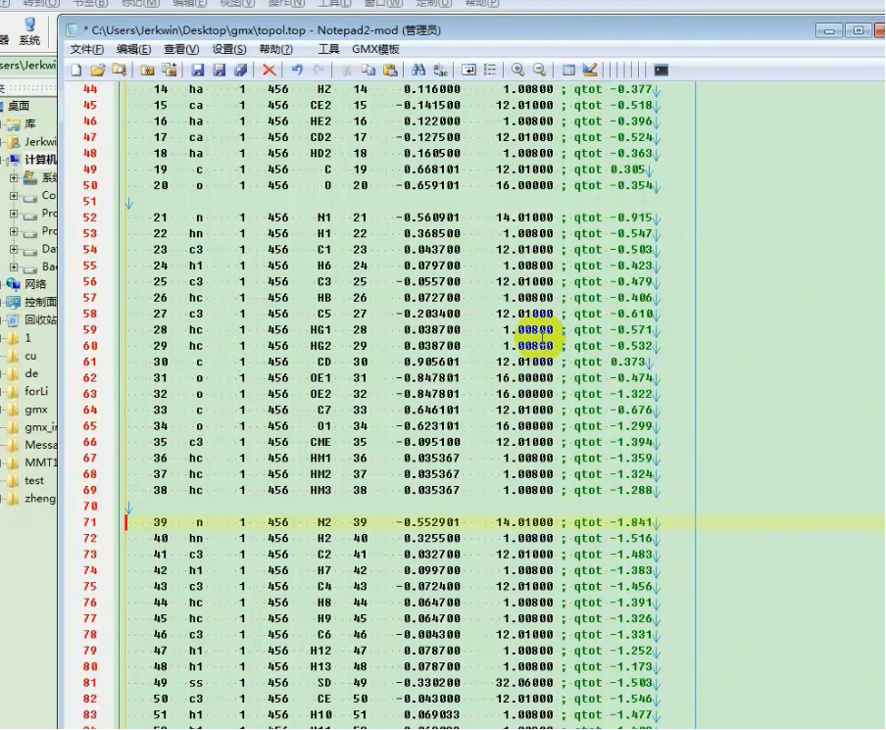 转到(O) 书签(B) 标记(M) 编辑(E) 视图(V) 操作(N) 工具(L) 窗口(W) 定制(U) 帮助(P)
器 系统
sers\Jerkwi
桌面
库
Jerkwi
计算机
系统
Co
Pro
Pro
Dat
Bac
网络
控制面
回收站
1
cu
de
forLi
gmx
gmx_in
Messa
MMT1
test
zheng
* C:\Users\Jerkwin\Desktop\gmx\topol.top - Notepad2-mod (管理员)
文件(F) 编辑(E) 查看(V) 设置(S) 帮助(?) 工具 GMX模板
44 14 ha 1 456 HZ 14 0.116000 1.00800 ; qtot -0.377
45 15 ca 1 456 CE2 15 -0.141500 12.01000 ; qtot -0.518
46 16 ha 1 456 HE2 16 0.122000 1.00800 ; qtot -0.396
47 17 ca 1 456 CD2 17 -0.127500 12.01000 ; qtot -0.524
48 18 ha 1 456 HD2 18 0.160500 1.00800 ; qtot -0.363
49 19 c 1 456 C 19 0.668101 12.01000 ; qtot 0.305
50 20 o 1 456 O 20 -0.659101 16.00000 ; qtot -0.354
51
52 21 n 1 456 N1 21 -0.560901 14.01000 ; qtot -0.915
53 22 hn 1 456 H1 22 0.368500 1.00800 ; qtot -0.547
54 23 c3 1 456 C1 23 0.043700 12.01000 ; qtot -0.503
55 24 h1 1 456 H6 24 0.079700 1.00800 ; qtot -0.423
56 25 c3 1 456 C3 25 -0.055700 12.01000 ; qtot -0.479
57 26 hc 1 456 HB 26 0.072700 1.00800 ; qtot -0.406
58 27 c3 1 456 C5 27 -0.203400 12.01000 ; qtot -0.610
59 28 hc 1 456 HG1 28 0.038700 1.00800 ; qtot -0.571
60 29 hc 1 456 HG2 29 0.038700 1.00800 ; qtot -0.532
61 30 c 1 456 CD 30 0.905601 12.01000 ; qtot 0.373
62 31 o 1 456 OE1 31 -0.847801 16.00000 ; qtot -0.474
63 32 o 1 456 OE2 32 -0.847801 16.00000 ; qtot -1.322
64 33 c 1 456 C7 33 0.646101 12.01000 ; qtot -0.676
65 34 o 1 456 O1 34 -0.623101 16.00000 ; qtot -1.299
66 35 c3 1 456 CME 35 -0.095100 12.01000 ; qtot -1.394
67 36 hc 1 456 HM1 36 0.035367 1.00800 ; qtot -1.359
68 37 hc 1 456 HM2 37 0.035367 1.00800 ; qtot -1.324
69 38 hc 1 456 HM3 38 0.035367 1.00800 ; qtot -1.288
70
71 39 n 1 456 N2 39 -0.552901 14.01000 ; qtot -1.841
72 40 hn 1 456 H2 40 0.325500 1.00800 ; qtot -1.516
73 41 c3 1 456 C2 41 0.032700 12.01000 ; qtot -1.483
74 42 h1 1 456 H7 42 0.099700 1.00800 ; qtot -1.383
75 43 c3 1 456 C4 43 -0.072400 12.01000 ; qtot -1.456
76 44 hc 1 456 H8 44 0.064700 1.00800 ; qtot -1.391
77 45 hc 1 456 H9 45 0.064700 1.00800 ; qtot -1.326
78 46 c3 1 456 C6 46 -0.004300 12.01000 ; qtot -1.331
79 47 h1 1 456 H12 47 0.078700 1.00800 ; qtot -1.252
80 48 h1 1 456 H13 48 0.078700 1.00800 ; qtot -1.173
81 49 ss 1 456 SD 49 -0.330200 32.06000 ; qtot -1.503
82 50 c3 1 456 CE 50 -0.043000 12.01000 ; qtot -1.546
83 51 h1 1 456 H10 51 0.069033 1.00800 ; qtot -1.477